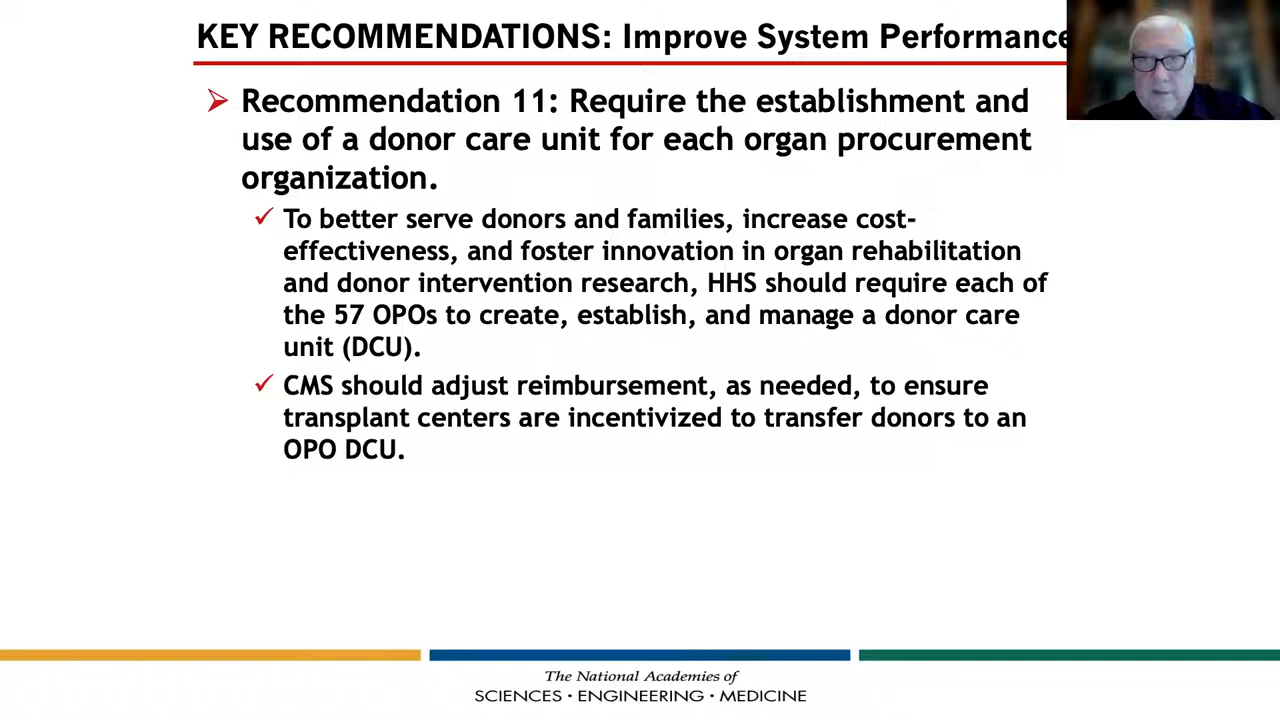 KEY RECOMMENDATIONS: Improve System Performance
Recommendation 11: Require the establishment and
use of a donor care unit for each organ procurement
organization.
To better serve donors and families, increase cost-
effectiveness, and foster innovation in organ rehabilitation
and donor intervention research, HHS should require each of
the 57 OPOs to create, establish, and manage a donor care
unit (DCU).
CMS should adjust reimbursement, as needed, to ensure
transplant centers are incentivized to transfer donors to an
OPO DCU.
The National Academies of
SCIENCES · ENGINEERING · MEDICINE